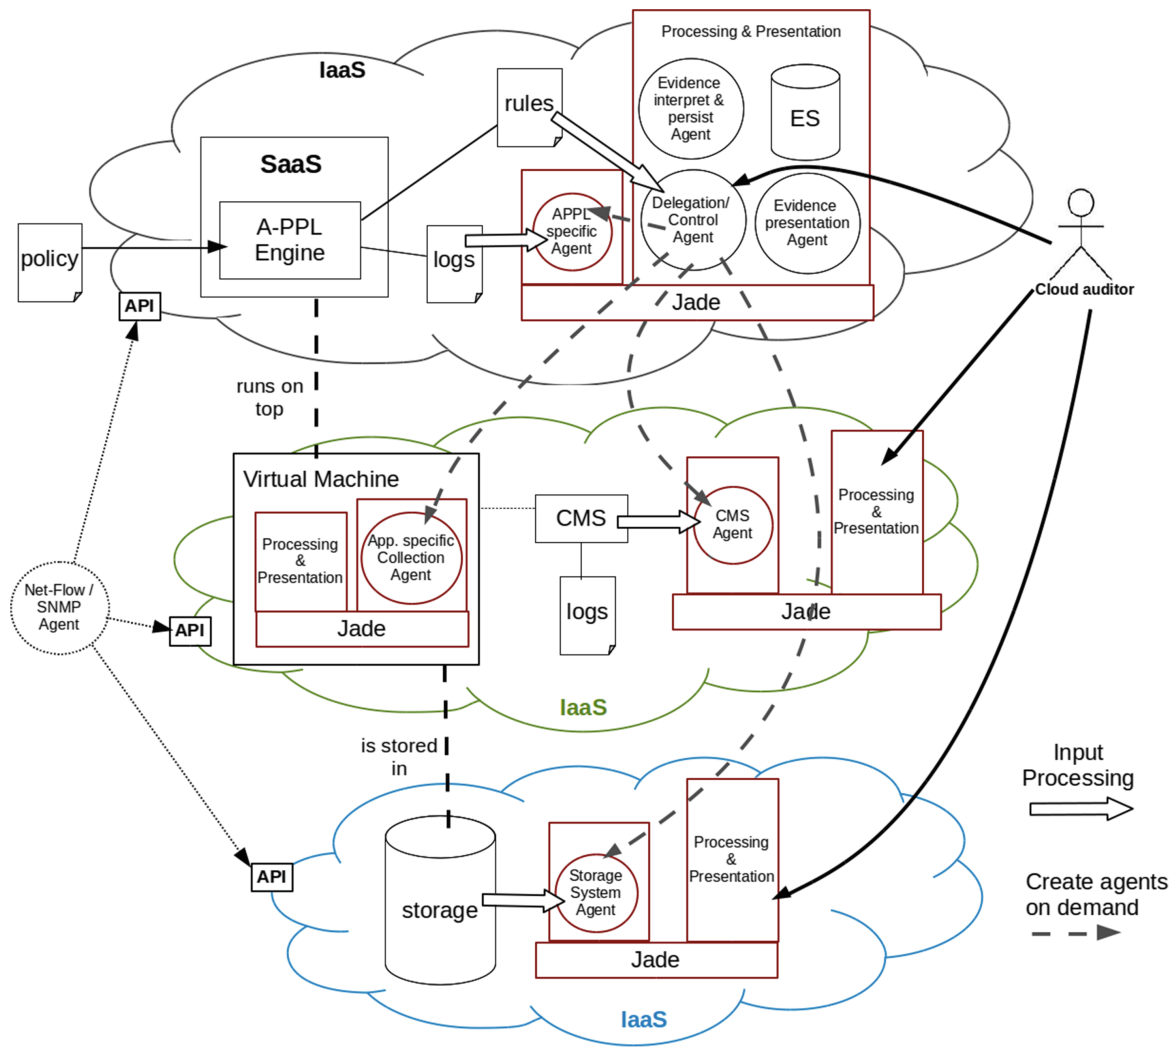 Processing & Presentation
IaaS
Evidence
interpret &
persist
Agent
ES
rules
SaaS
A-PPL
Engine
policy
logs
APPL
specific
Agent
Delegation/
Control
Agent
Evidence
presentation
Agent
Cloud auditor
API
Jade
runs on
top
Virtual Machine
Processing
&
Presentation
App. specific
Collection
Agent
Jade
CMS
logs
CMS
Agent
Processing
&
Presentation
Jade
Net-Flow /
SNMP
Agent
API
IaaS
is stored
in
Input
Processing
API
storage
Storage
System
Agent
Processing
&
Presentation
Jade
Create agents
on demand
IaaS